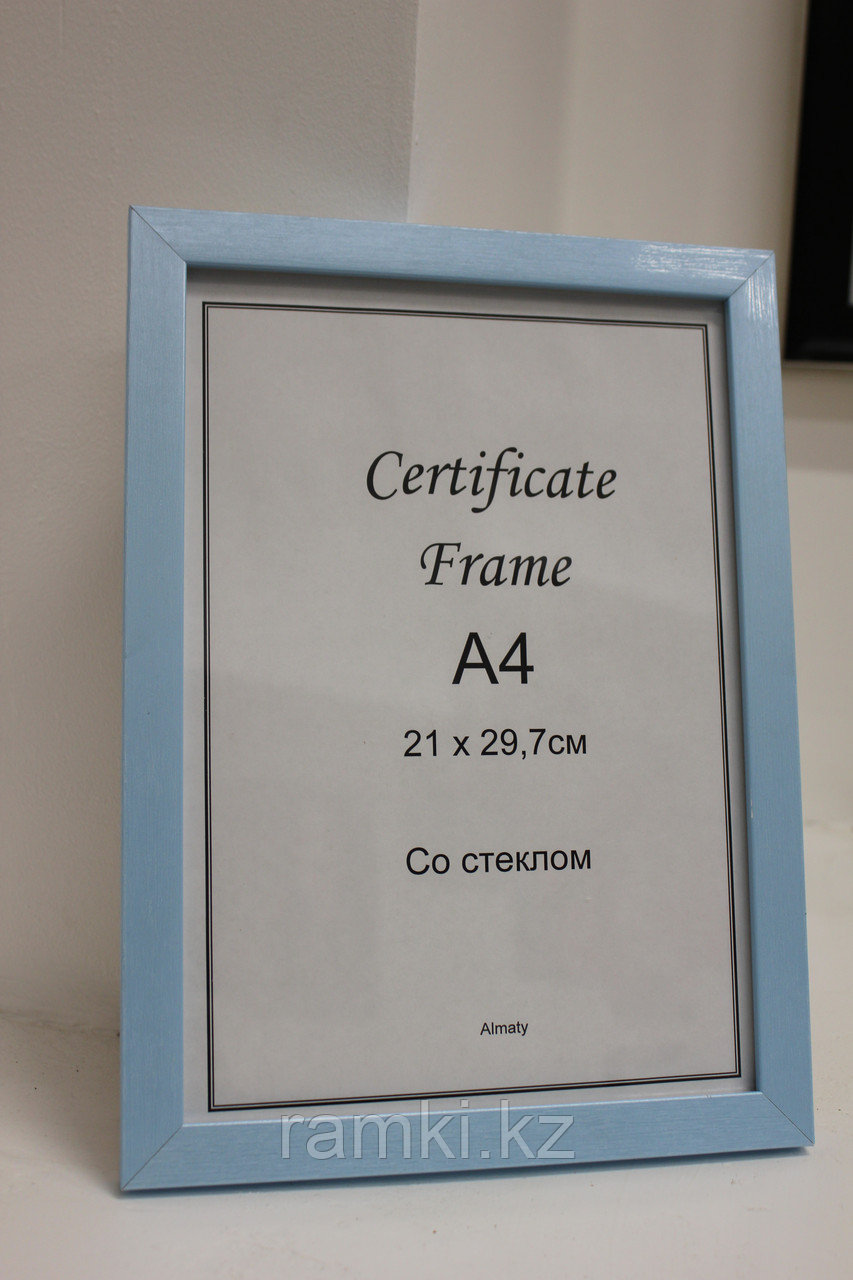 Certificate
Frame
A4
21 x 29,7см
Со стеклом
Almaty
ramki.kz